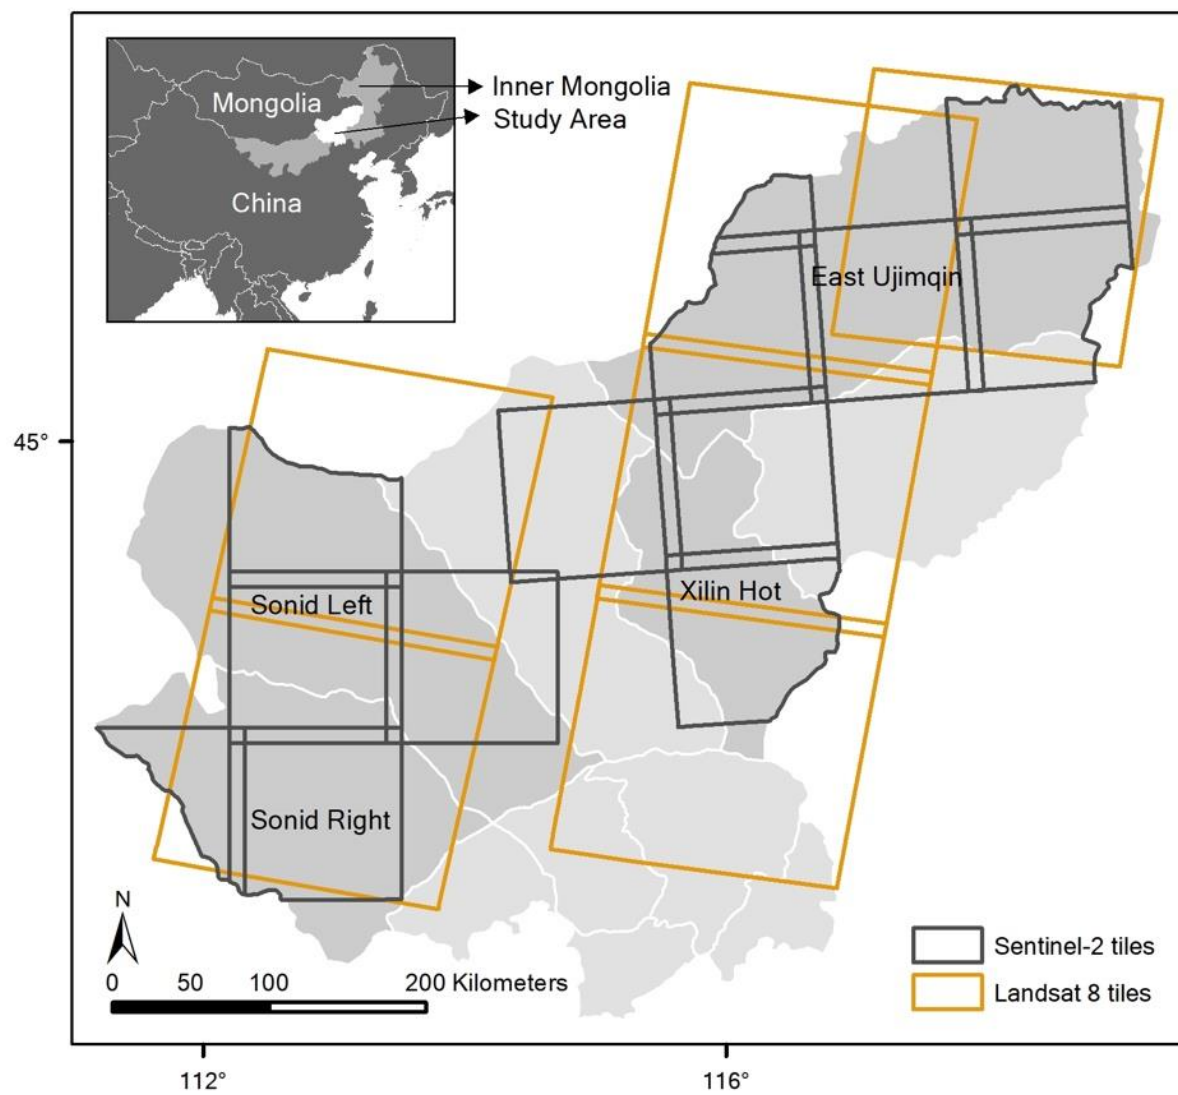 Inner Mongolia
Mongolia
Study Area
China
East Ujimqin
45°
Xilin Hot
Sonid Left
Sonid Right
N
0 50 100 200 Kilometers
Sentinel-2 tiles
Landsat 8 tiles
112° 116°